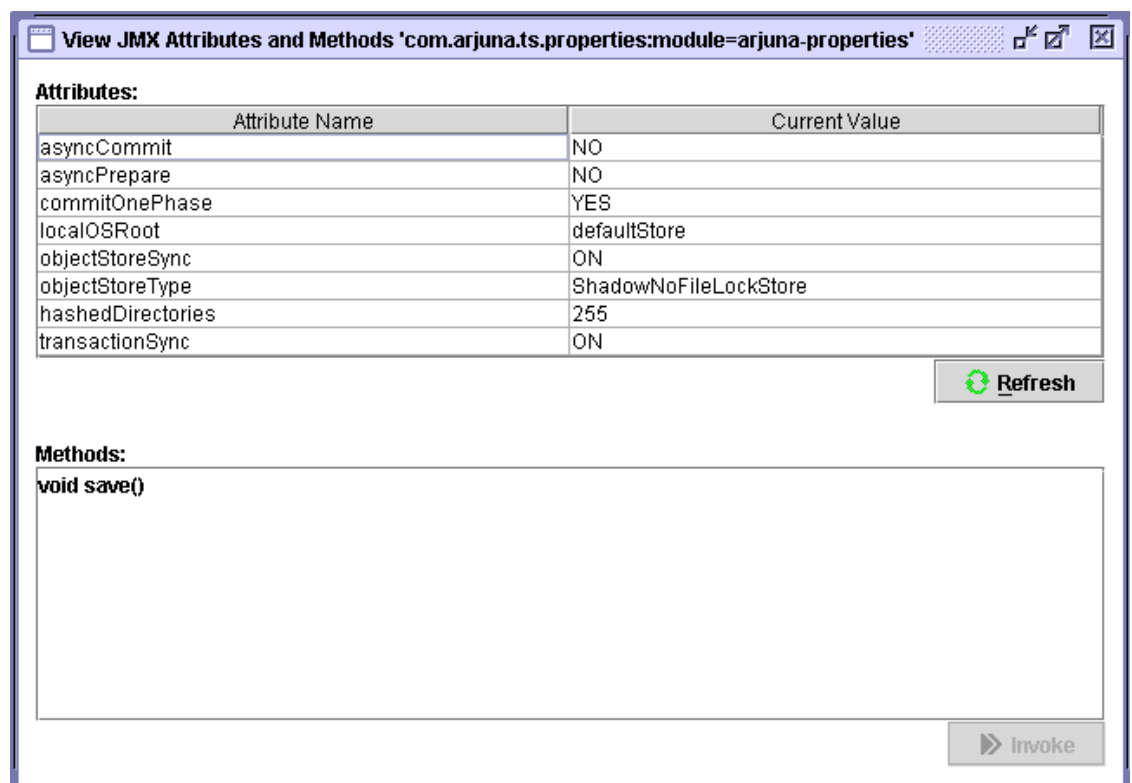 View JMX Attributes and Methods 'com.arjuna.ts.properties:module=arjuna-properties'
Attributes:
Attribute Name Current Value
asyncCommit NO
asyncPrepare NO
commitOnePhase YES
localOSRoot defaultStore
objectStoreSync ON
objectStoreType ShadowNoFileLockStore
hashedDirectories 255
transactionSync ON
Refresh
Methods:
void save()
Invoke